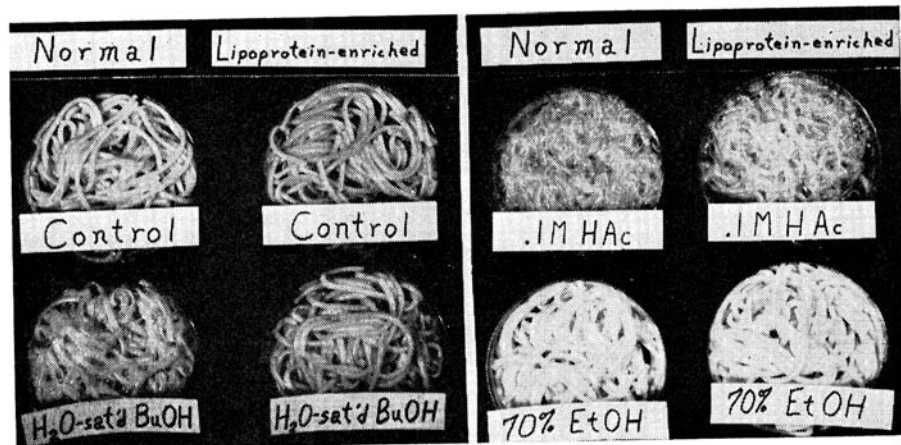 Normal
Lipoprotein-enriched
Control
Control
H₂O-sat'd BuOH
H₂O-sat'd BuOH
Normal
Lipoprotein-enriched
.1M HAc
.1M HAc
70% EtOH
70% EtOH